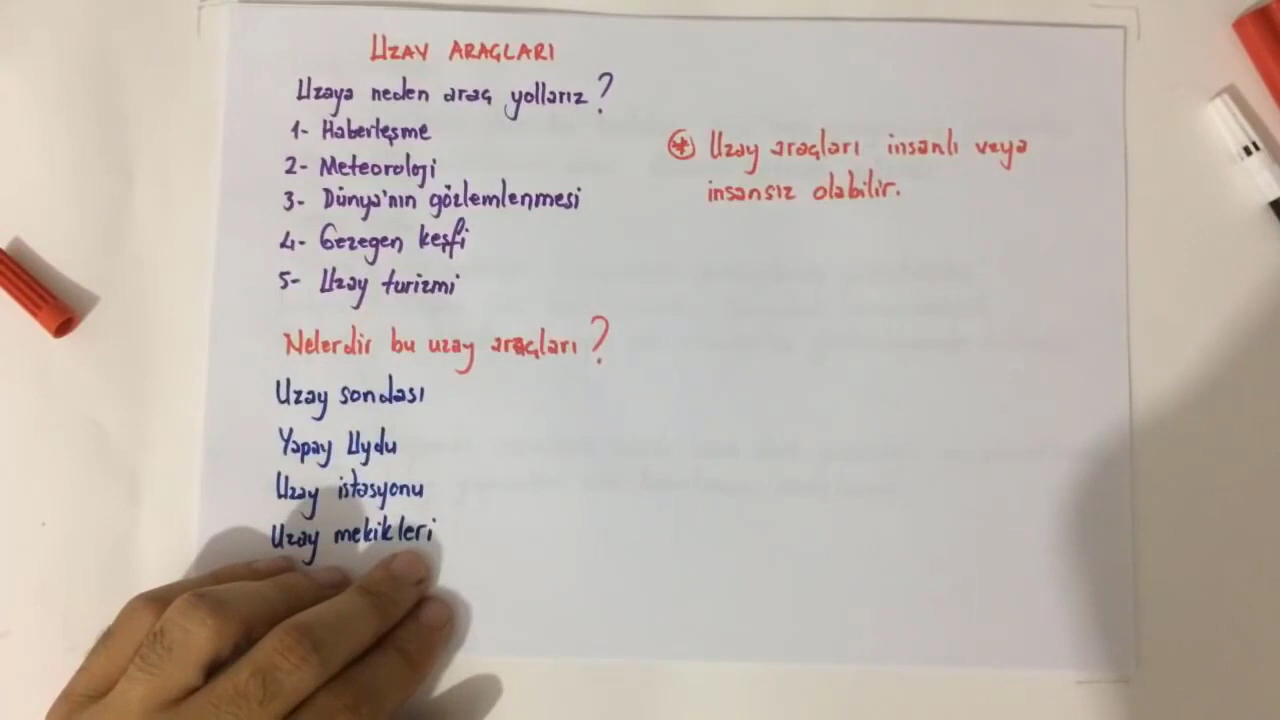 UZAY ARAÇLARI
Uzaya neden araç yollarız?
1- Haberleşme
2- Meteoroloji
3- Dünya'nın gözlemlenmesi
4- Gezegen keşfi
5- Uzay turizmi
Nelerdir bu uzay araçları?
Uzay sondası
Yapay Uydu
Uzay istasyonu
Uzay mekikleri
* Uzay araçları insanlı veya
insansız olabilir.